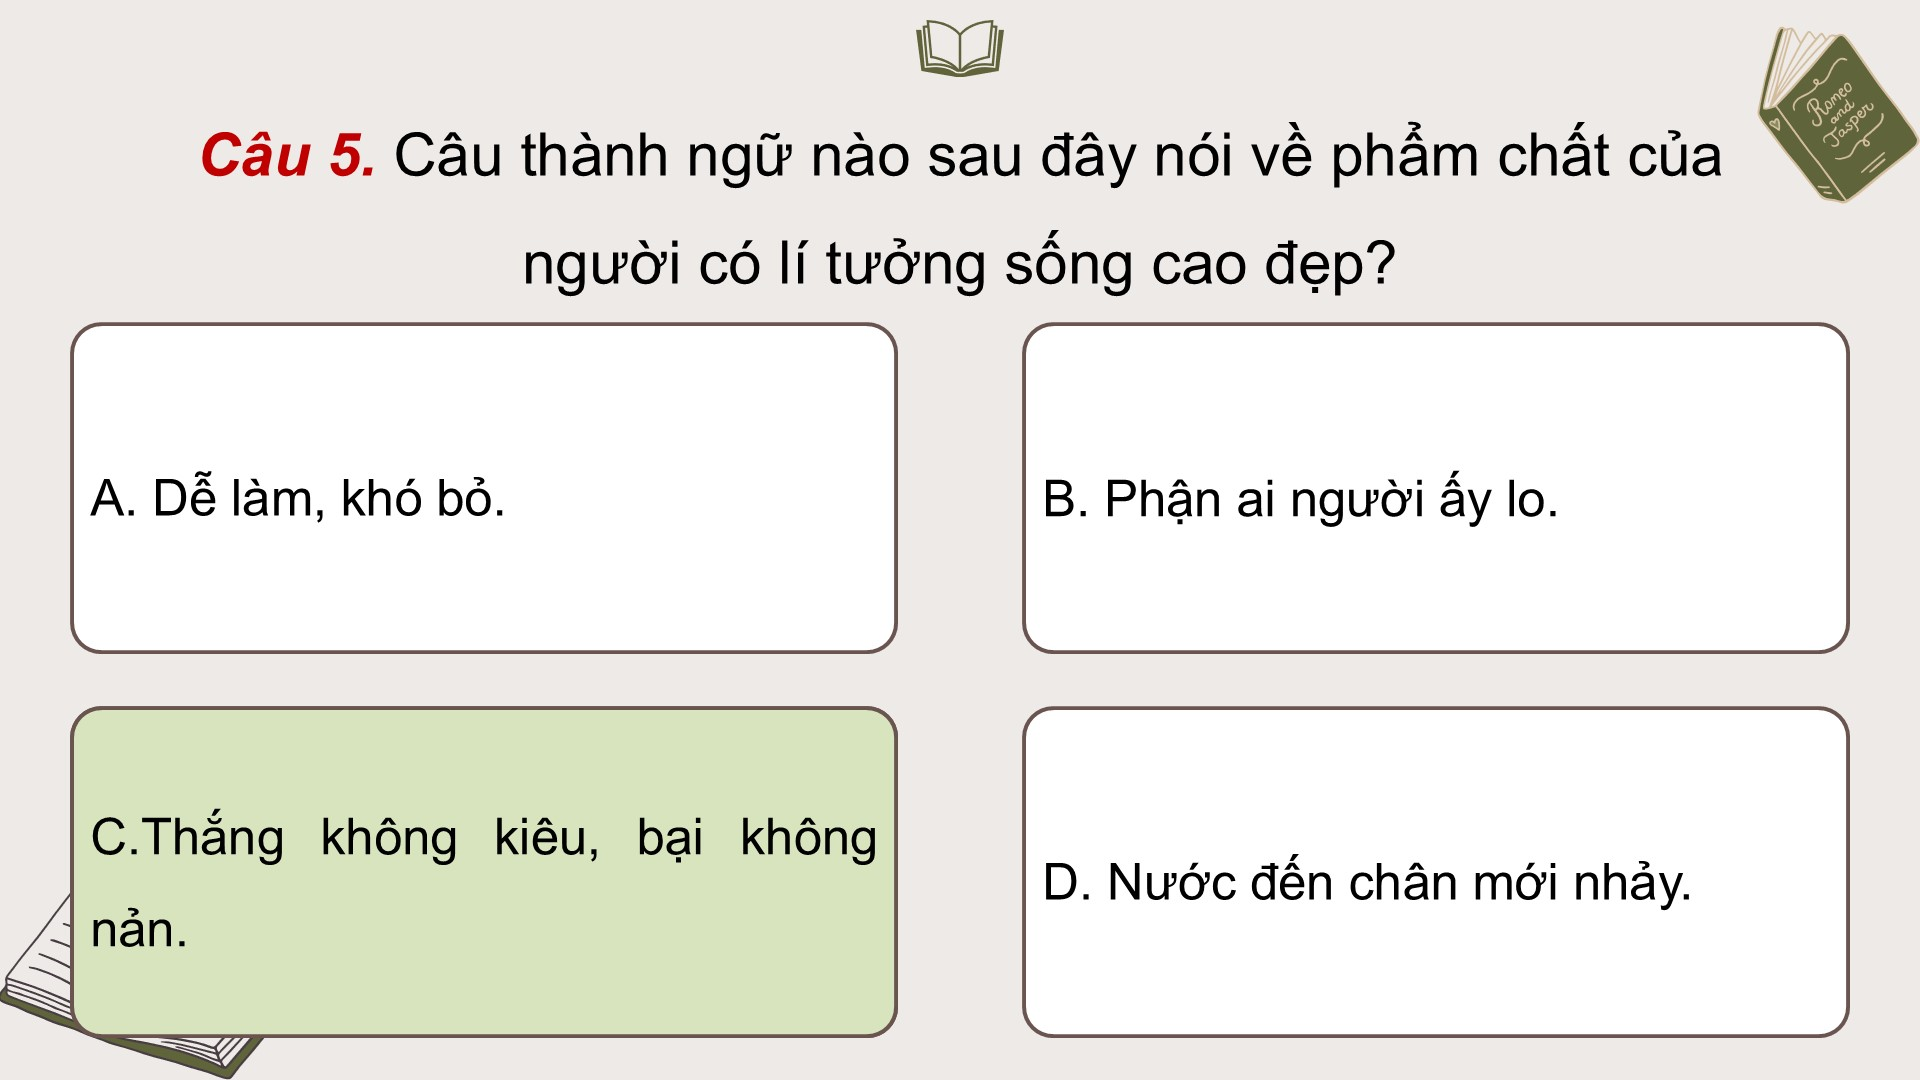 Romeo
and
Jasper
Câu 5. Câu thành ngữ nào sau đây nói về phẩm chất của
người có lí tưởng sống cao đẹp?
A. Dễ làm, khó bỏ.
B. Phận ai người ấy lo.
C.Thắng không kiêu, bại không
nản.
D. Nước đến chân mới nhảy.